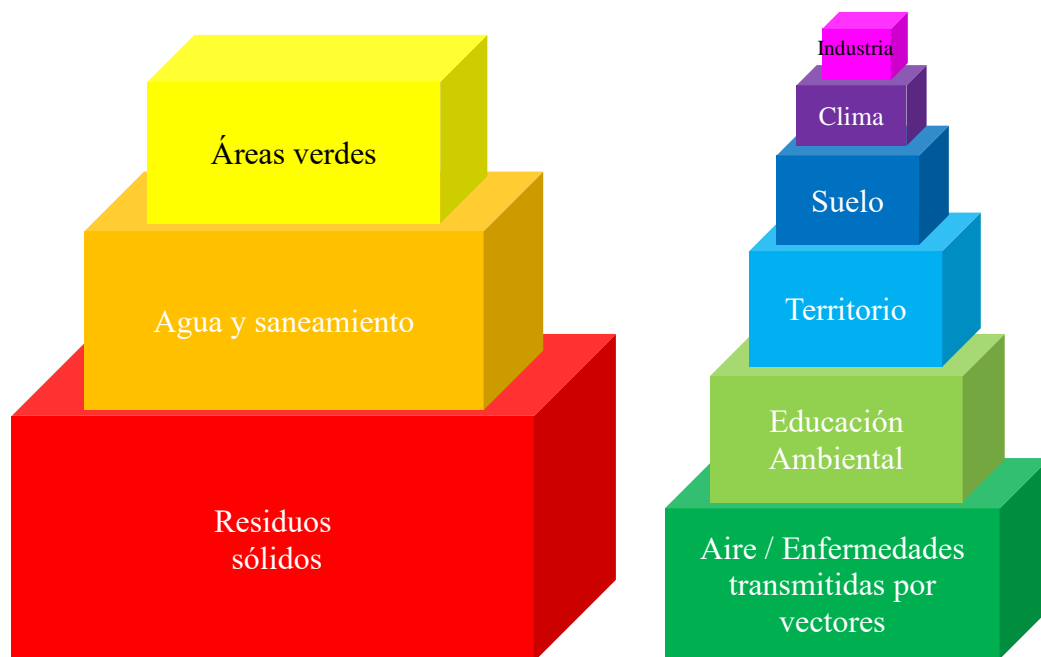 Áreas verdes
Agua y saneamiento
Residuos
sólidos
Industria
Clima
Suelo
Territorio
Educación
Ambiental
Aire / Enfermedades
transmitidas por
vectores